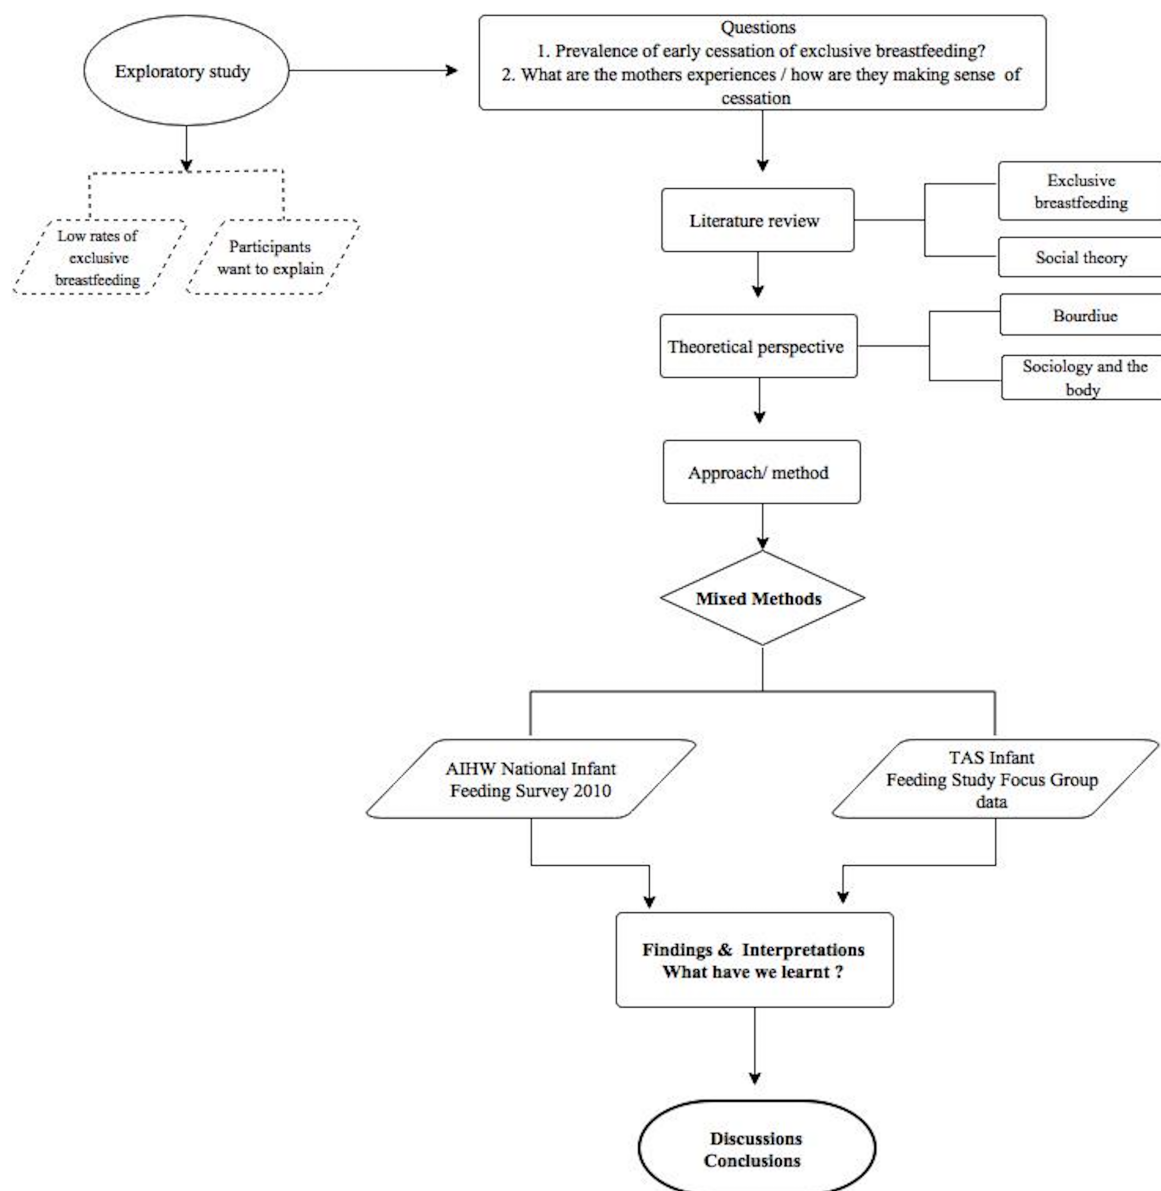 Exploratory study
Questions
1. Prevalence of early cessation of exclusive breastfeeding?
2. What are the mothers experiences / how are they making sense of
cessation
Low rates of
exclusive
breastfeeding
Participants
want to explain
Literature review
Exclusive
breastfeeding
Social theory
Theoretical perspective
Bourdiue
Sociology and the
body
Approach/ method
Mixed Methods
AIHW National Infant
Feeding Survey 2010
TAS Infant
Feeding Study Focus Group
data
Findings & Interpretations
What have we learnt ?
Discussions
Conclusions